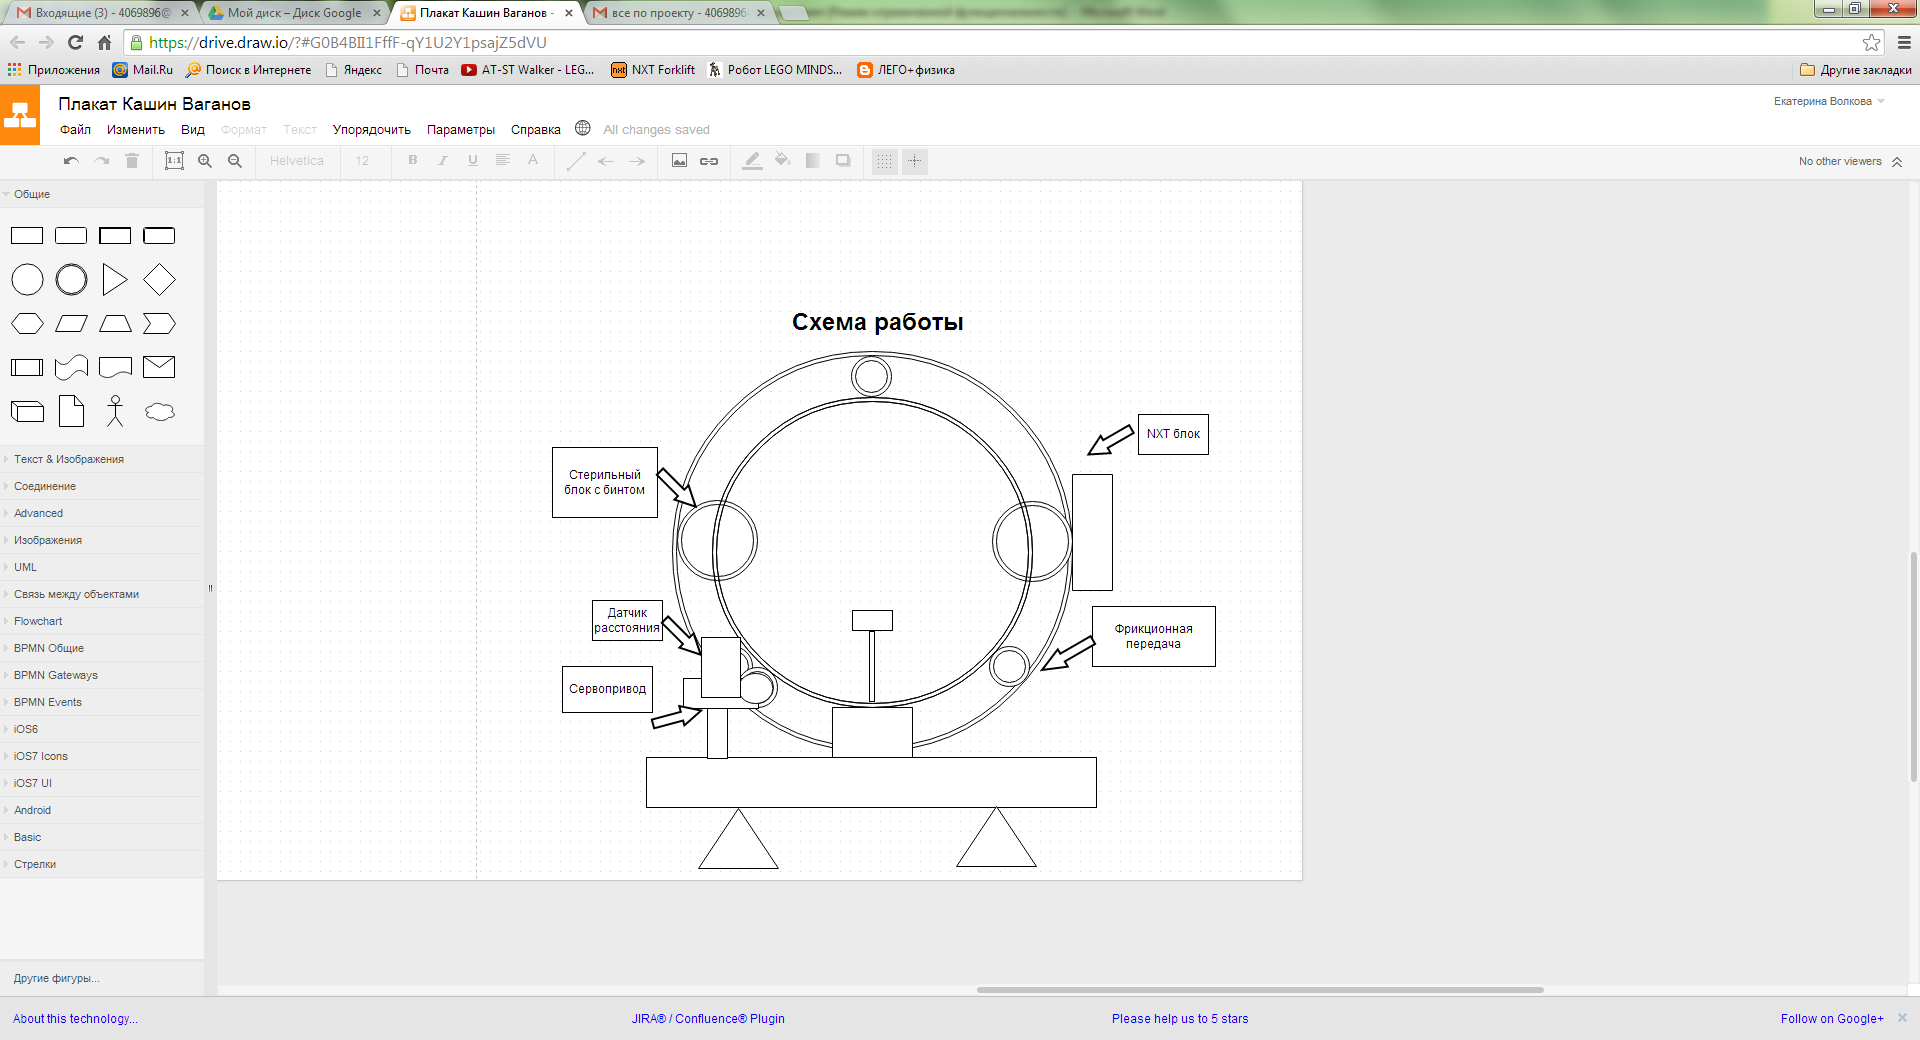 Входящие (3) - 4069896@
Мой диск – Диск Google
Плакат Кашин Ваганов -
все по проекту - 4069896
https://drive.draw.io/?#G0B4BII1FffF-qY1U2Y1psajZ5dVU
Приложения
Mail.Ru
Поиск в Интернете
Яндекс
Почта
AT-ST Walker - LEG...
NXT Forklift
Робот LEGO MINDS...
ЛЕГО+физика
Другие закладки
Плакат Кашин Ваганов
Екатерина Волкова
Файл
Изменить
Вид
Формат
Текст
Упорядочить
Параметры
Справка
All changes saved
1:1
Helvetica
12
B
I
U
A
No other viewers
Общие
Текст & Изображения
Соединение
Advanced
Изображения
UML
Связь между объектами
Flowchart
BPMN Общие
BPMN Gateways
BPMN Events
iOS6
iOS7 Icons
iOS7 UI
Android
Basic
Стрелки
Другие фигуры...
Схема работы
NXT блок
Стерильный
блок с бинтом
Датчик
расстояния
Фрикционная
передача
Сервопривод
About this technology...
JIRA® / Confluence® Plugin
Please help us to 5 stars
Follow on Google+